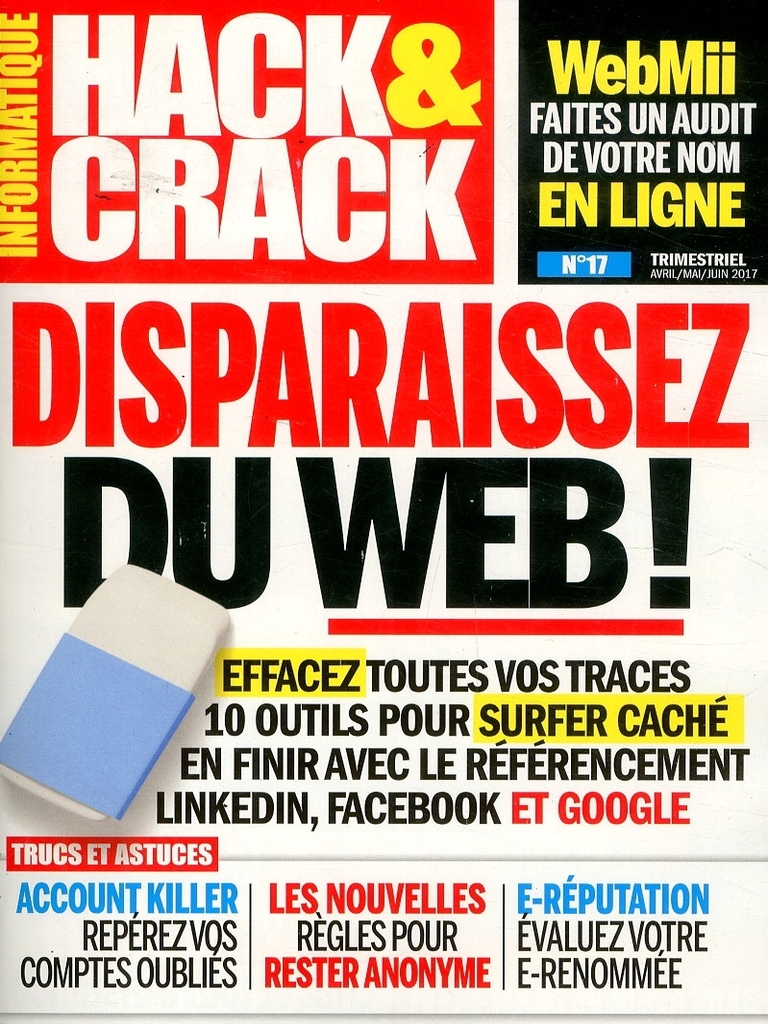 INFORMATIQUE
HACK &
CRACK
WebMii
FAITES UN AUDIT
DE VOTRE NOM
EN LIGNE
N°17
TRIMESTRIEL
AVRIL/MAI/JUIN 2017
DISPARAISSEZ
DU WEB !
EFFACEZ TOUTES VOS TRACES
10 OUTILS POUR SURFER CACHÉ
EN FINIR AVEC LE RÉFÉRENCEMENT
LINKEDIN, FACEBOOK ET GOOGLE
TRUCS ET ASTUCES
ACCOUNT KILLER
REPÉREZ VOS
COMPTES OUBLIÉS
LES NOUVELLES
RÈGLES POUR
RESTER ANONYME
E-RÉPUTATION
ÉVALUEZ VOTRE
E-RENOMMÉE